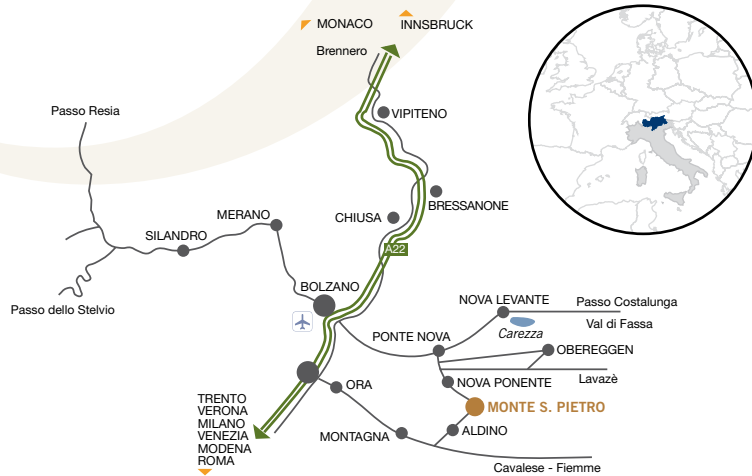 MONACO
INNSBRUCK
Brennero
Passo Resia
VIPITENO
BRESSANONE
MERANO
CHIUSA
SILANDRO
A22
BOLZANO
Passo dello Stelvio
NOVA LEVANTE
Passo Costalunga
Val di Fassa
Carezza
PONTE NOVA
OBEREGGEN
Lavazè
NOVA PONENTE
ORA
TRENTO
VERONA
MILANO
VENEZIA
MODENA
ROMA
MONTE S. PIETRO
MONTAGNA
ALDINO
Cavalese - Fiemme